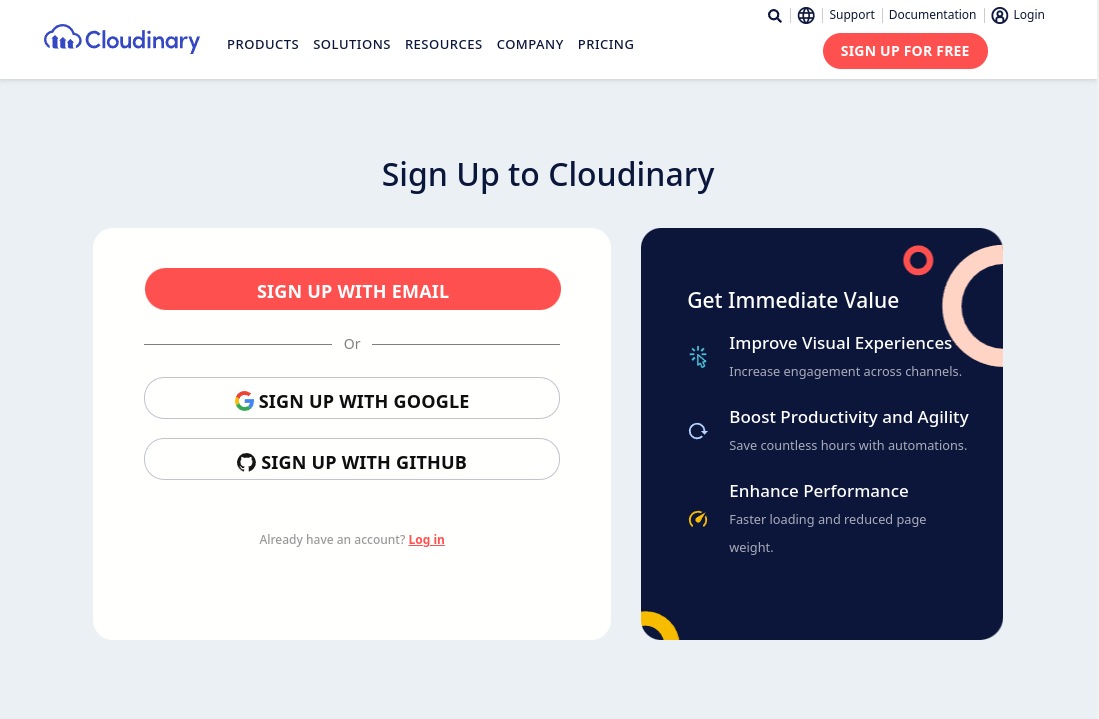 Support
Documentation
Login
Cloudinary
PRODUCTS
SOLUTIONS
RESOURCES
COMPANY
PRICING
SIGN UP FOR FREE
Sign Up to Cloudinary
SIGN UP WITH EMAIL
Or
SIGN UP WITH GOOGLE
SIGN UP WITH GITHUB
Already have an account? Log in
Get Immediate Value
Improve Visual Experiences
Increase engagement across channels.
Boost Productivity and Agility
Save countless hours with automations.
Enhance Performance
Faster loading and reduced page
weight.